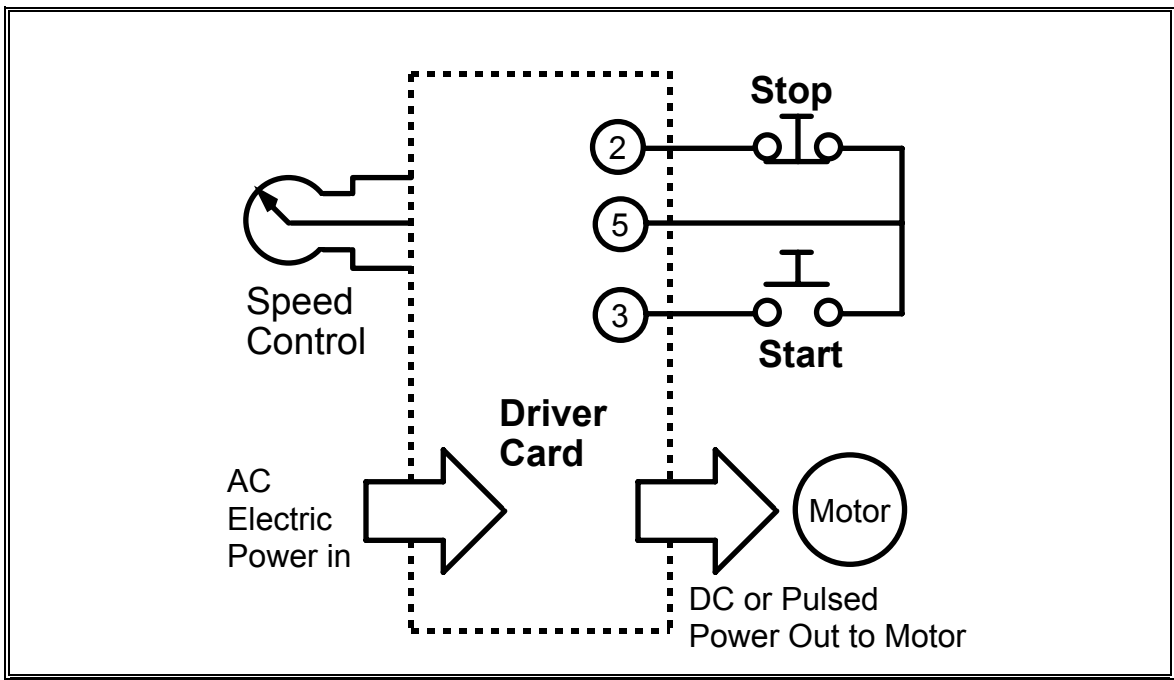 Stop
2
5
3
Start
Speed
Control
Driver
Card
AC
Electric
Power in
Motor
DC or Pulsed
Power Out to Motor